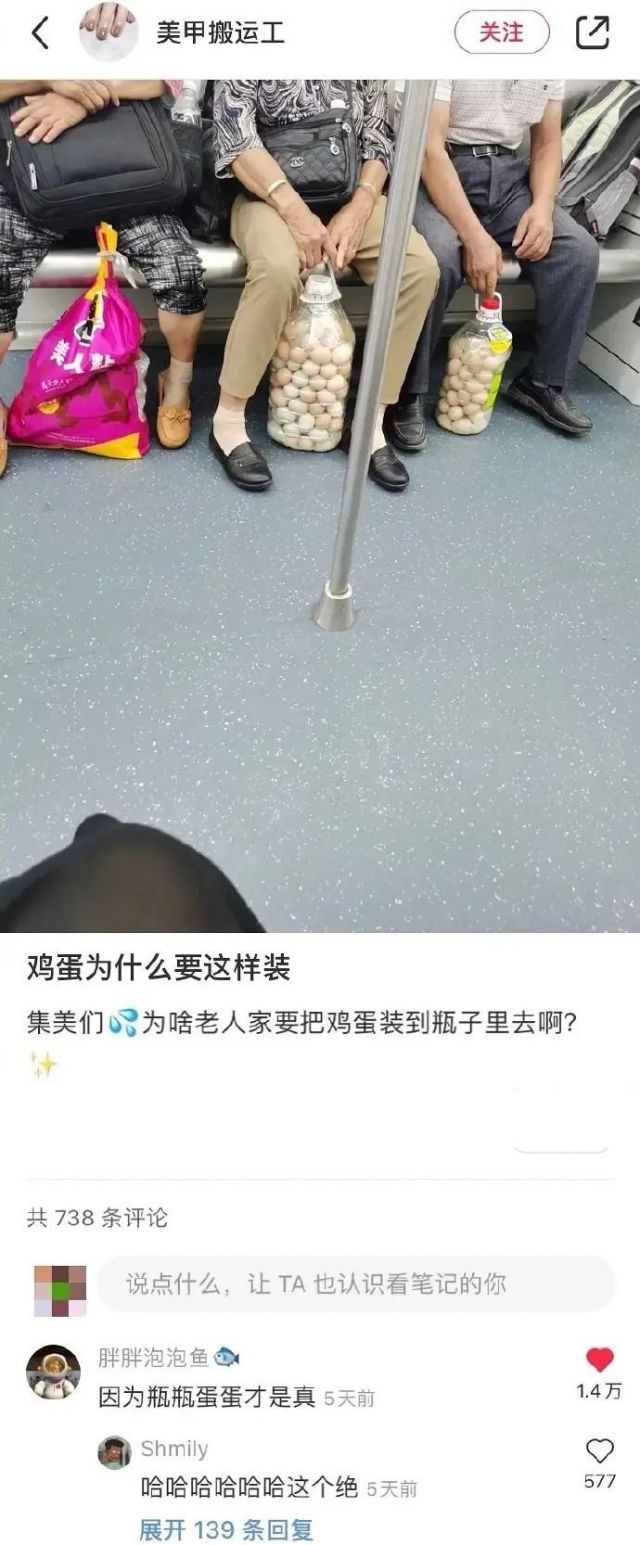 美甲搬运工
关注
鸡蛋为什么要这样装
集美们💦为啥老人家要把鸡蛋装到瓶子里去啊?
✨
共 738 条评论
说点什么，让 TA 也认识看笔记的你
胖胖泡泡鱼🐟
因为瓶瓶蛋蛋才是真 5天前
1.4万
Shmily
哈哈哈哈哈哈这个绝 5天前
577
展开 139 条回复